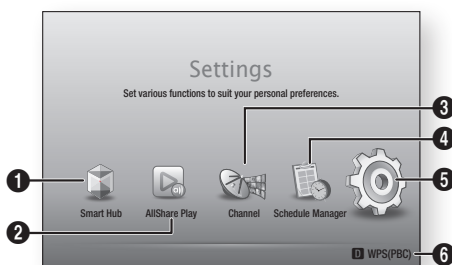 Settings
Set various functions to suit your personal preferences.
3
4
1
5
Smart Hub AllShare Play Channel Schedule Manager
2
D WPS(PBC) 6